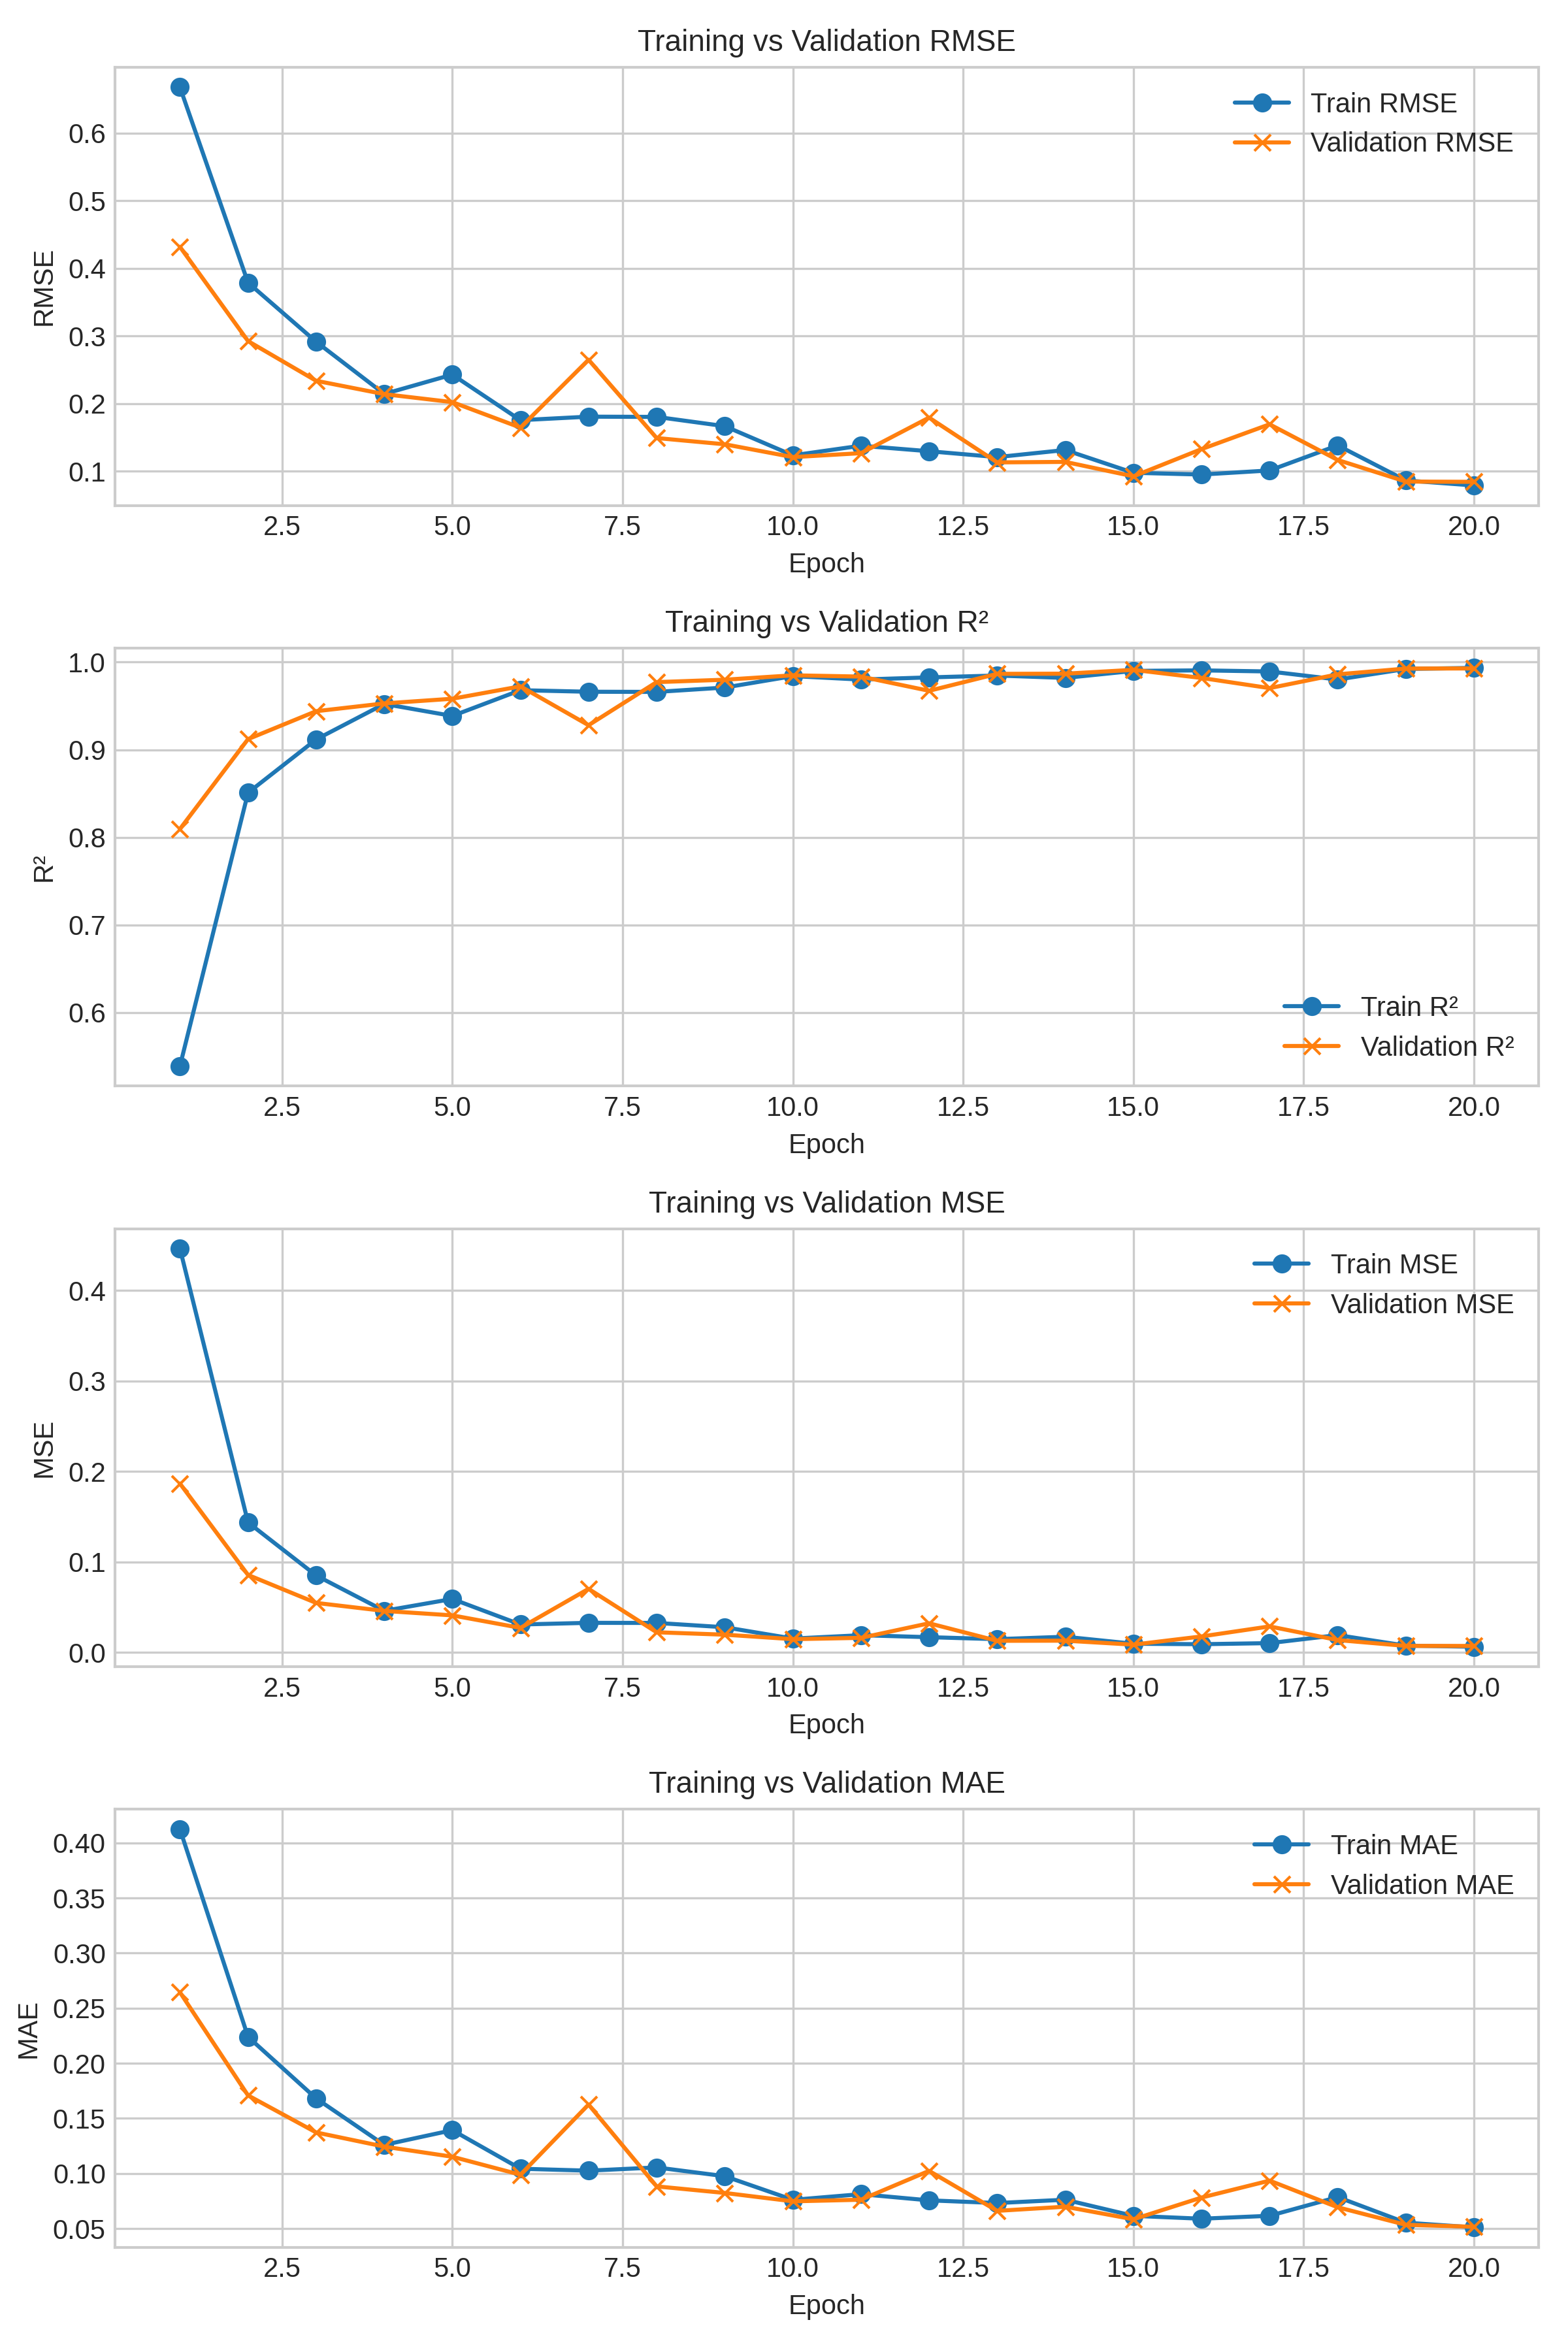 Training vs Validation RMSE
Train RMSE
Validation RMSE
RMSE
0.6
0.5
0.4
0.3
0.2
0.1
2.5 5.0 7.5 10.0 12.5 15.0 17.5 20.0
Epoch
Training vs Validation R²
1.0
0.9
0.8
0.7
0.6
R²
Train R²
Validation R²
2.5 5.0 7.5 10.0 12.5 15.0 17.5 20.0
Epoch
Training vs Validation MSE
Train MSE
Validation MSE
MSE
0.4
0.3
0.2
0.1
0.0
2.5 5.0 7.5 10.0 12.5 15.0 17.5 20.0
Epoch
Training vs Validation MAE
Train MAE
Validation MAE
MAE
0.40
0.35
0.30
0.25
0.20
0.15
0.10
0.05
2.5 5.0 7.5 10.0 12.5 15.0 17.5 20.0
Epoch